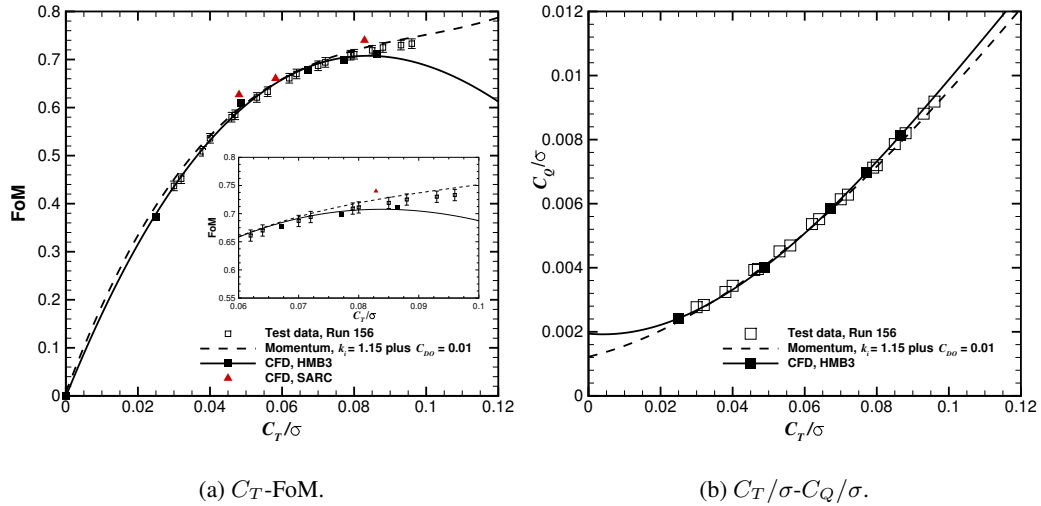 FoM
0.8
0.7
0.6
0.5
0.4
0.3
0.2
0.1
0
0.8
0.75
0.7
0.65
0.6
0.55
FoM
0.06 0.07 0.08 0.09 0.1
C_T/σ
Test data, Run 156
Momentum, k_i = 1.15 plus C_DO = 0.01
CFD, HMB3
CFD, SARC
0 0.02 0.04 0.06 0.08 0.1 0.12
C_T/σ
(a) C_T-FoM.
C_Q/σ
0.012
0.01
0.008
0.006
0.004
0.002
0
Test data, Run 156
Momentum, k_i = 1.15 plus C_DO = 0.01
CFD, HMB3
0 0.02 0.04 0.06 0.08 0.1 0.12
C_T/σ
(b) C_T/σ-C_Q/σ.